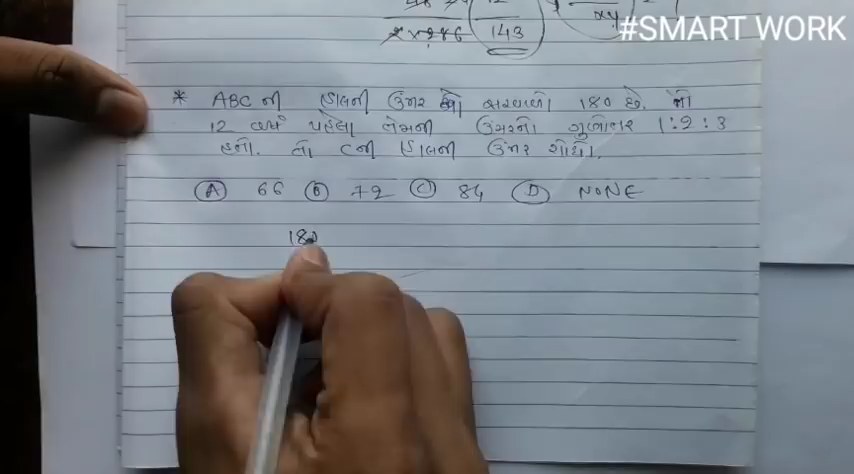 #SMART WORK
143
xy
* ABC ની હાલની ઉંમર નો સરવાળો 180 છે. જો
12 વર્ષ પહેલા તેમની ઉંમરનો ગુણોત્તર 1:2:3
હતો. તો C ની હાલની ઉંમર શોધો.
(A) 66 (B) 72 (C) 84 (D) NONE
180